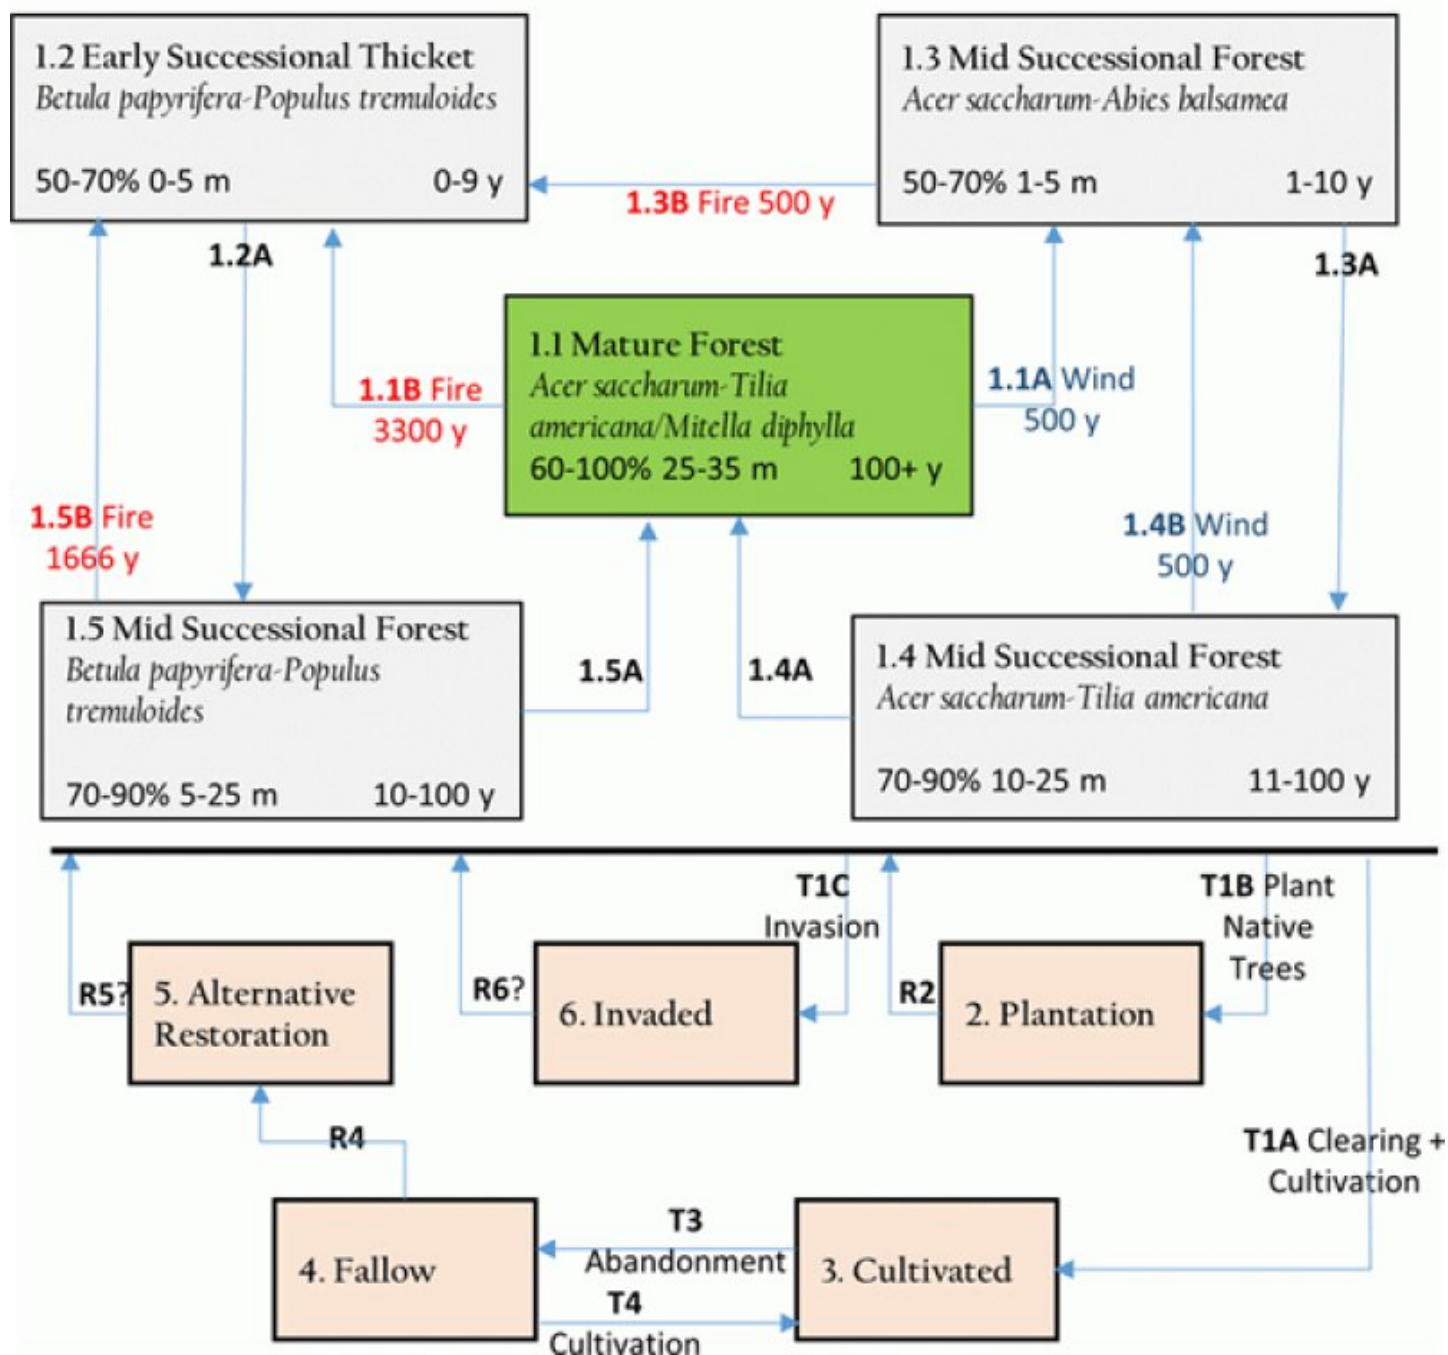 1.2 Early Successional Thicket
Betula papyrifera-Populus tremuloides
50-70% 0-5 m 0-9 y
1.3 Mid Successional Forest
Acer saccharum-Abies balsamea
50-70% 1-5 m 1-10 y
1.3B Fire 500 y
1.2A
1.3A
1.1 Mature Forest
Acer saccharum-Tilia
americana/Mitella diphylla
60-100% 25-35 m 100+ y
1.1B Fire
3300 y
1.1A Wind
500 y
1.5B Fire
1666 y
1.4B Wind
500 y
1.5 Mid Successional Forest
Betula papyrifera-Populus
tremuloides
70-90% 5-25 m 10-100 y
1.5A
1.4A
1.4 Mid Successional Forest
Acer saccharum-Tilia americana
70-90% 10-25 m 11-100 y
T1C
Invasion
T1B Plant
Native
Trees
R5?
5. Alternative
Restoration
R6?
6. Invaded
R2
2. Plantation
R4
T1A Clearing +
Cultivation
4. Fallow
T3
Abandonment
T4
Cultivation
3. Cultivated